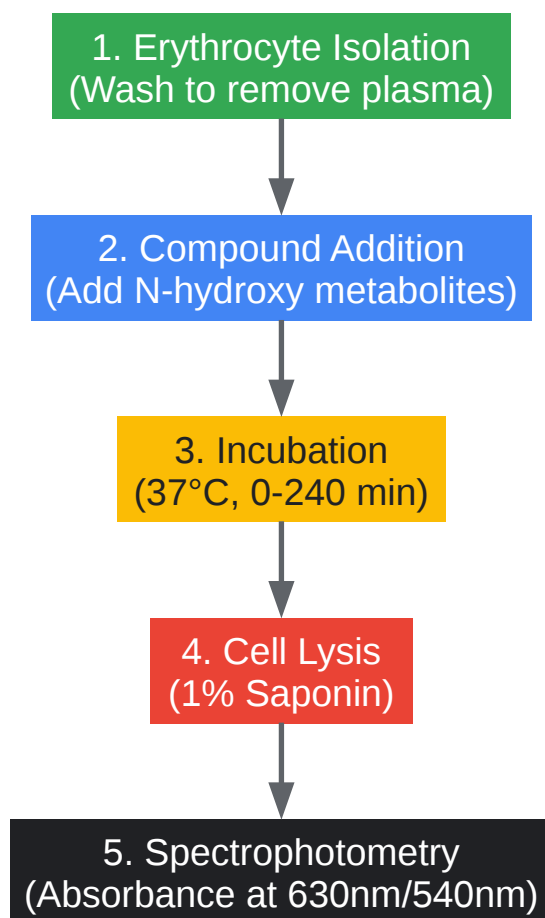 1. Erythrocyte Isolation
(Wash to remove plasma)
2. Compound Addition
(Add N-hydroxy metabolites)
3. Incubation
(37°C, 0-240 min)
4. Cell Lysis
(1% Saponin)
5. Spectrophotometry
(Absorbance at 630nm/540nm)